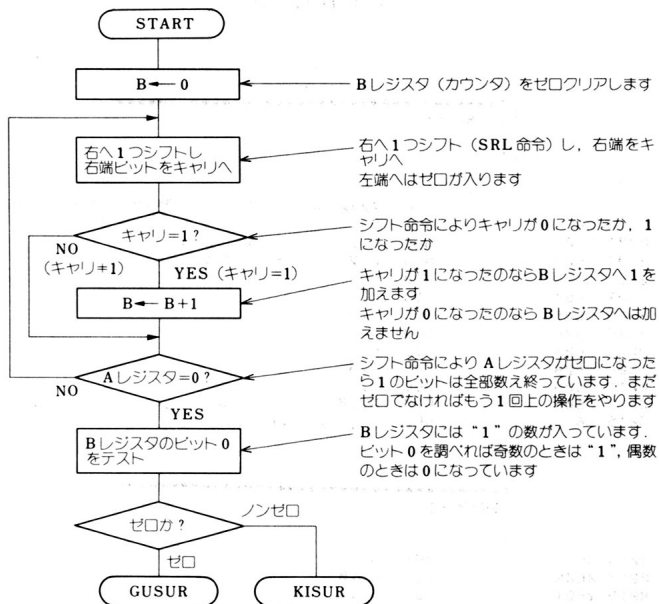 START
B ← 0
Bレジスタ（カウンタ）をゼロクリアします
右へ1つシフトし
右端ビットをキャリへ
右へ1つシフト（SRL命令）し，右端をキ
ャリへ
左端へはゼロが入ります
キャリ=1？
シフト命令によりキャリが0になったか，1
になったか
NO
（キャリ≠1）
YES（キャリ=1）
B ← B+1
キャリが1になったのならBレジスタへ1を
加えます
キャリが0になったのなら Bレジスタへは加
えません
Aレジスタ=0？
シフト命令により Aレジスタがゼロになった
ら1のビットは全部数え終っています．まだ
ゼロでなければもう1回上の操作をやります
NO
YES
Bレジスタのビット0
をテスト
Bレジスタには“1”の数が入っています．
ビット0を調べれば奇数のときは“1”，偶数
のときは0になっています
ゼロか？
ノンゼロ
ゼロ
GUSUR
KISUR